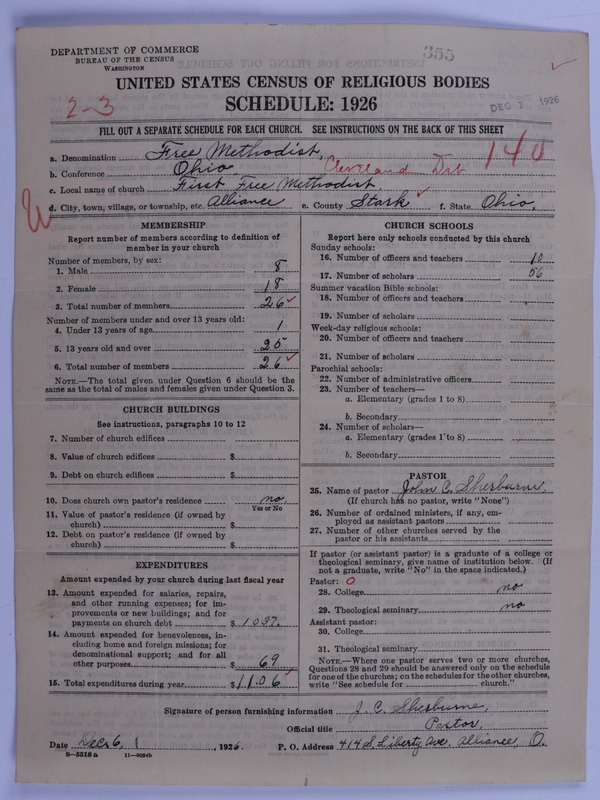 355
DEPARTMENT OF COMMERCE
BUREAU OF THE CENSUS
WASHINGTON
UNITED STATES CENSUS OF RELIGIOUS BODIES
2-3
SCHEDULE: 1926
DEC 7 1926
FILL OUT A SEPARATE SCHEDULE FOR EACH CHURCH. SEE INSTRUCTIONS ON THE BACK OF THIS SHEET
140
a. Denomination Free Methodist,
b. Conference Ohio Cleveland Dist
c. Local name of church First Free Methodist.
d. City, town, village, or township, etc. Alliance e. County Stark f. State Ohio,
MEMBERSHIP
Report number of members according to definition of
member in your church
Number of members, by sex:
1. Male 8
2. Female 18
3. Total number of members 26
Number of members under and over 13 years old:
4. Under 13 years of age 1
5. 13 years old and over 25
6. Total number of members 26
NOTE.—The total given under Question 6 should be the
same as the total of males and females given under Question 3.
CHURCH BUILDINGS
See instructions, paragraphs 10 to 12
7. Number of church edifices
8. Value of church edifices $
9. Debt on church edifices $
10. Does church own pastor's residence no
Yes or No
11. Value of pastor's residence (if owned by
church) $
12. Debt on pastor's residence (if owned by
church) $
EXPENDITURES
Amount expended by your church during last fiscal year
13. Amount expended for salaries, repairs,
and other running expenses; for im-
provements or new buildings; and for
payments on church debt $ 1037.
14. Amount expended for benevolences, in-
cluding home and foreign missions; for
denominational support; and for all
other purposes $ 69
15. Total expenditures during year $ 11.06
CHURCH SCHOOLS
Report here only schools conducted by this church
Sunday schools:
16. Number of officers and teachers 10
17. Number of scholars 56
Summer vacation Bible schools:
18. Number of officers and teachers
19. Number of scholars
Week-day religious schools:
20. Number of officers and teachers
21. Number of scholars
Parochial schools:
22. Number of administrative officers
23. Number of teachers—
a. Elementary (grades 1 to 8)
b. Secondary
24. Number of scholars—
a. Elementary (grades 1 to 8)
b. Secondary
PASTOR
25. Name of pastor John C. Sherburne,
(If church has no pastor, write "None")
26. Number of ordained ministers, if any, em-
ployed as assistant pastors
27. Number of other churches served by the
pastor or his assistants
If pastor (or assistant pastor) is a graduate of a college or
theological seminary, give name of institution below. (If
not a graduate, write "No" in the space indicated.)
Pastor: 0
28. College no
29. Theological seminary no
Assistant pastor:
30. College
31. Theological seminary
NOTE.—Where one pastor serves two or more churches,
Questions 28 and 29 should be answered only on the schedule
for one of the churches; on the schedules for the other churches,
write "See schedule for church."
Signature of person furnishing information J. C. Sherburne,
Official title Pastor,
Date Dec. 6, 1926. P. O. Address 414 S. Liberty Ave. Alliance, O.
8—5518a 11—9054b